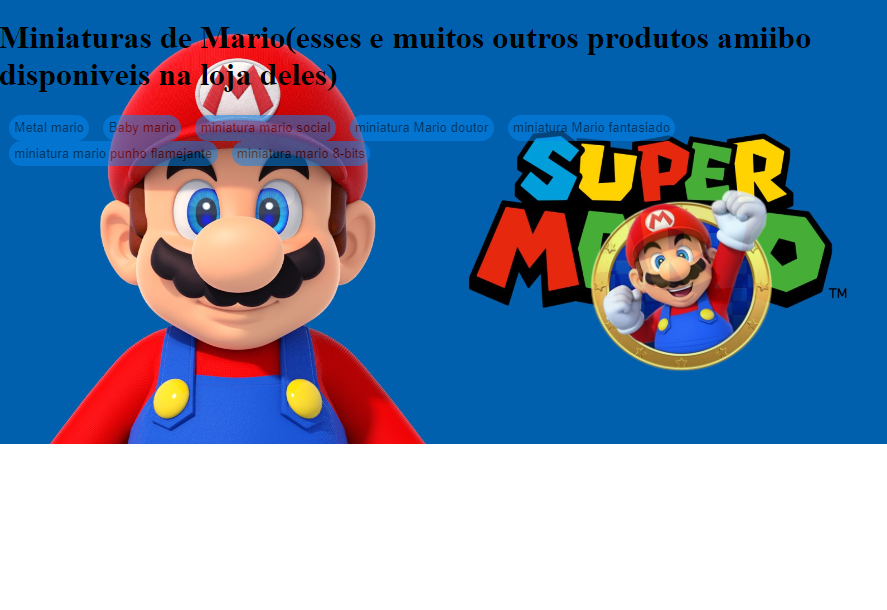 Miniaturas de Mario(esses e muitos outros produtos amiibo
disponiveis na loja deles)
Metal mario Baby mario miniatura mario social miniatura Mario doutor miniatura Mario fantasiado
miniatura mario punho flamejante miniatura mario 8-bits
M
SUPER
M
M
O
TM